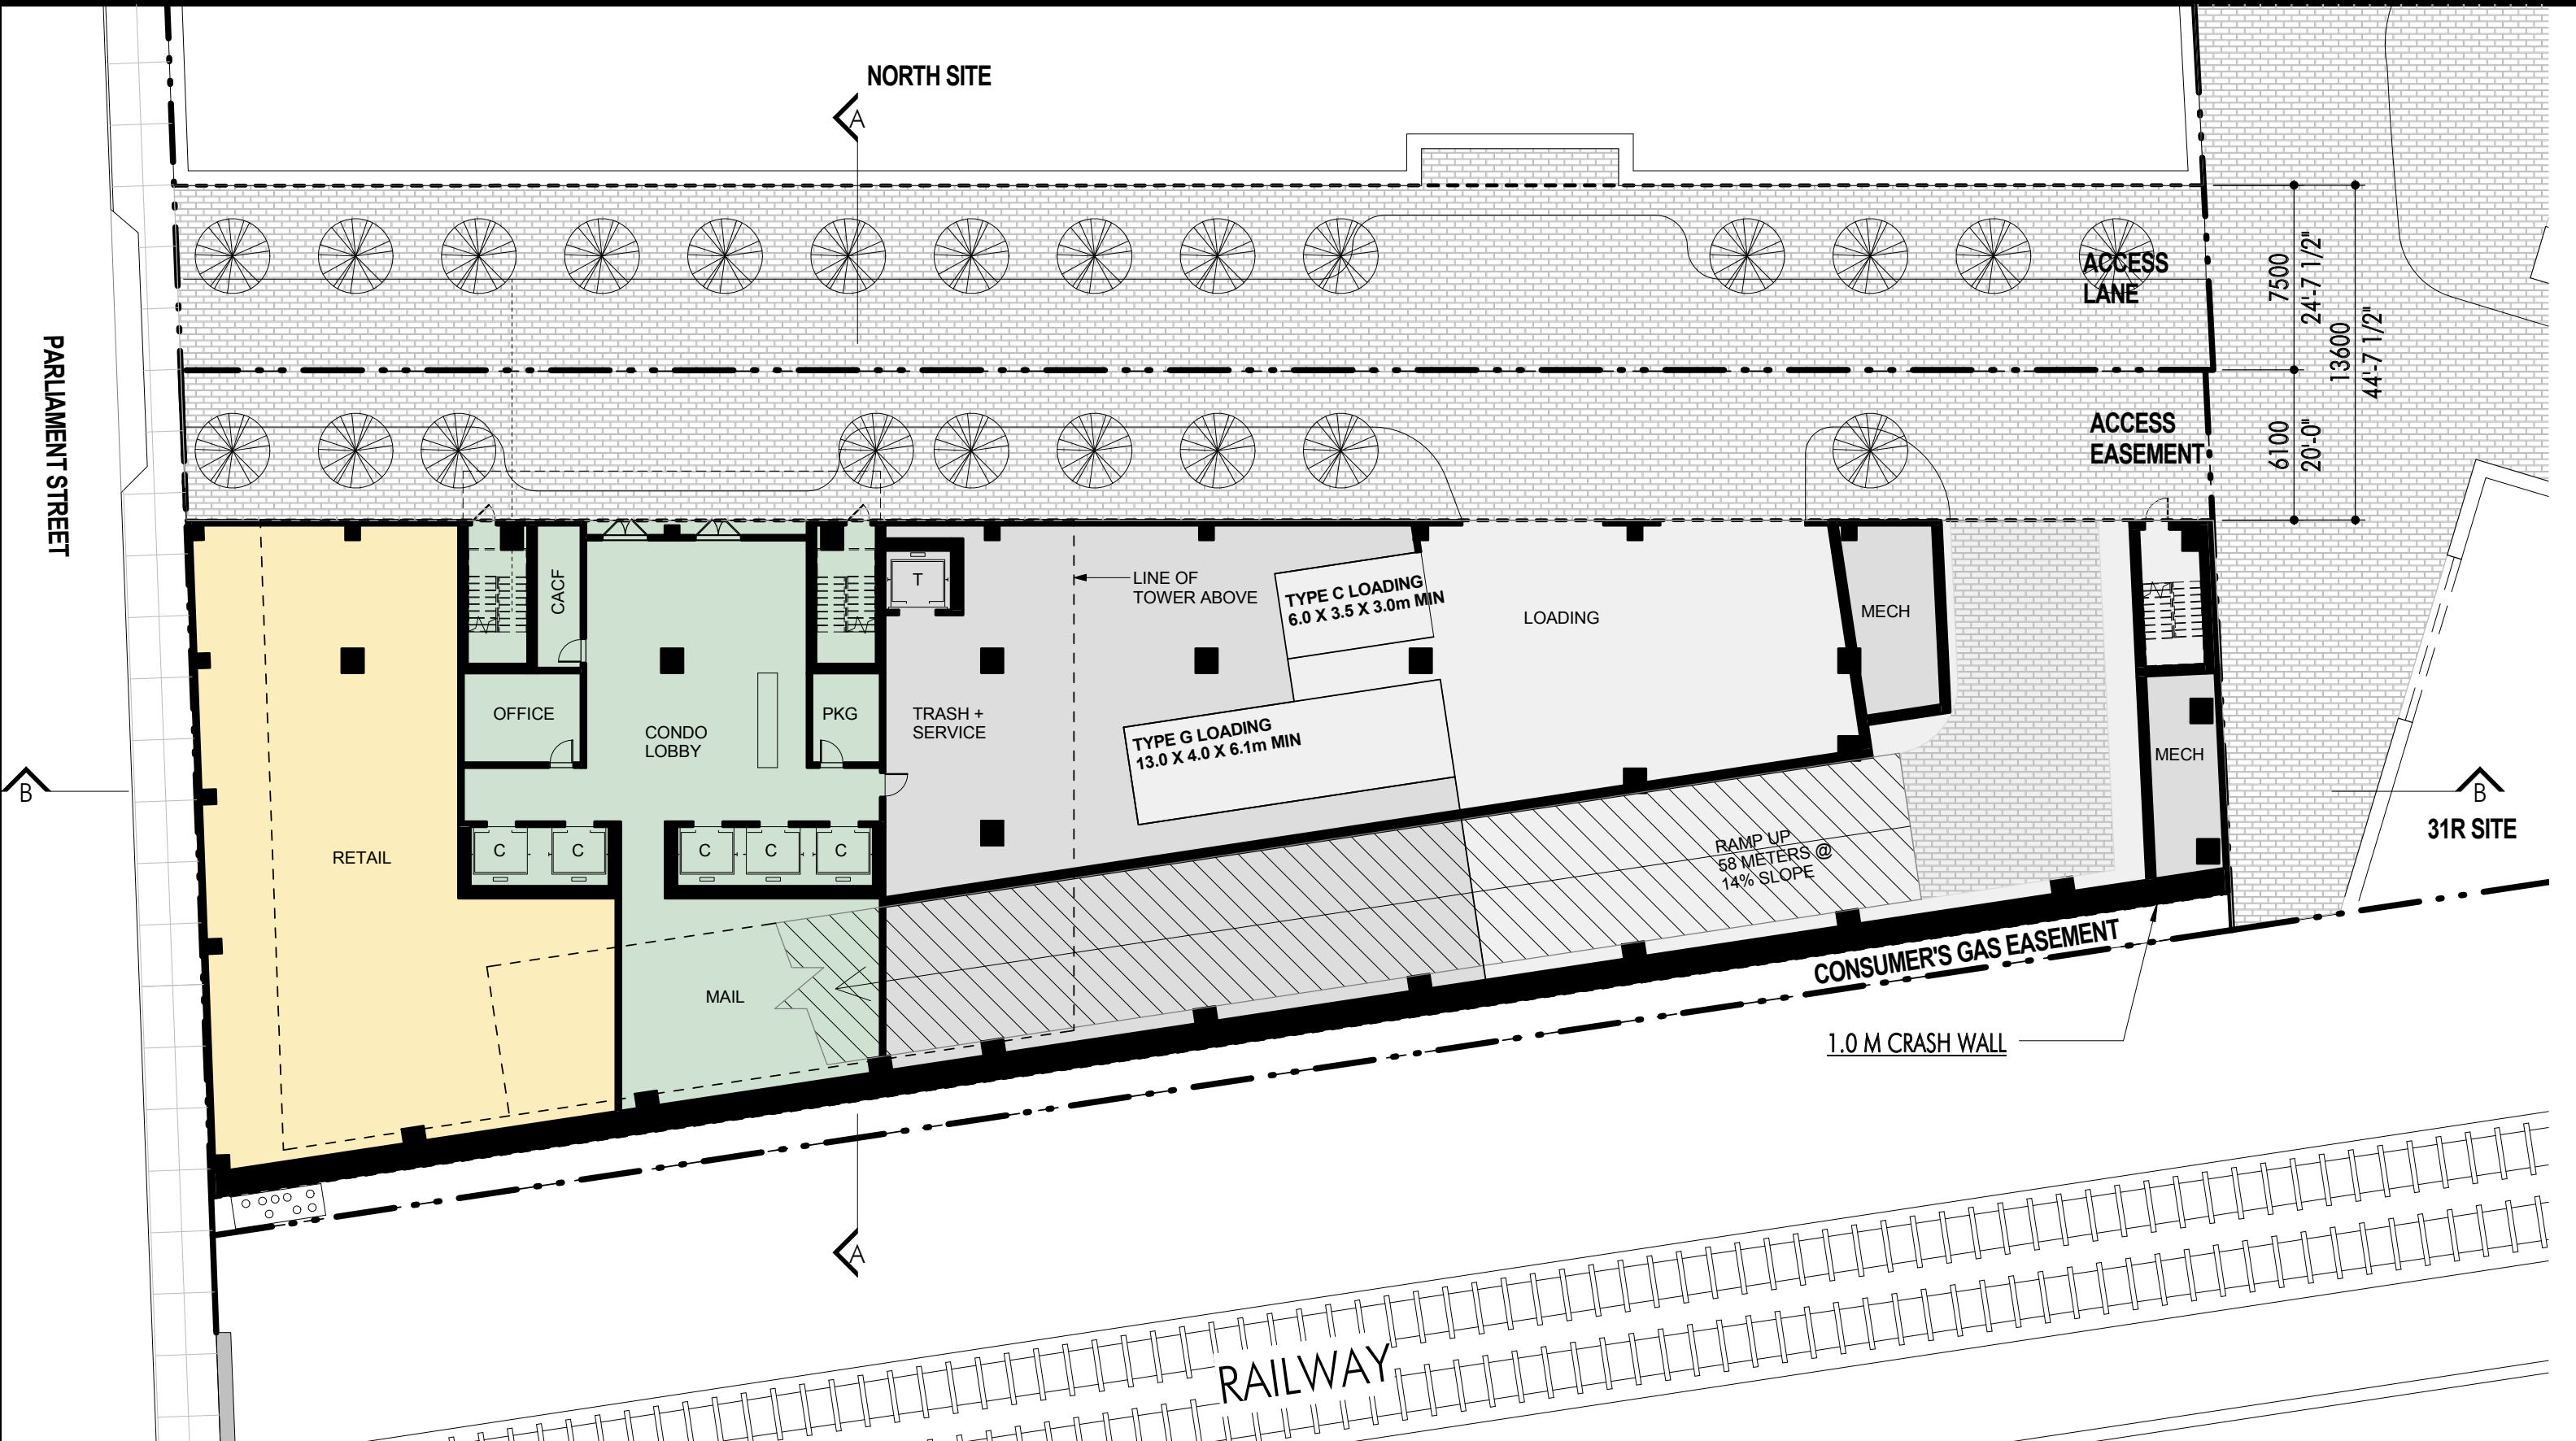 NORTH SITE
A
PARLIAMENT STREET
ACCESS
LANE
7500
24'-7 1/2"
13600
44'-7 1/2"
ACCESS
EASEMENT
6100
20'-0"
CACF
T
LINE OF
TOWER ABOVE
TYPE C LOADING
6.0 X 3.5 X 3.0m MIN
LOADING
MECH
OFFICE
CONDO
LOBBY
PKG
TRASH +
SERVICE
TYPE G LOADING
13.0 X 4.0 X 6.1m MIN
MECH
B
B
31R SITE
RETAIL
C
C
C
C
C
RAMP UP
58 METERS @
14% SLOPE
MAIL
CONSUMER'S GAS EASEMENT
1.0 M CRASH WALL
A
RAILWAY